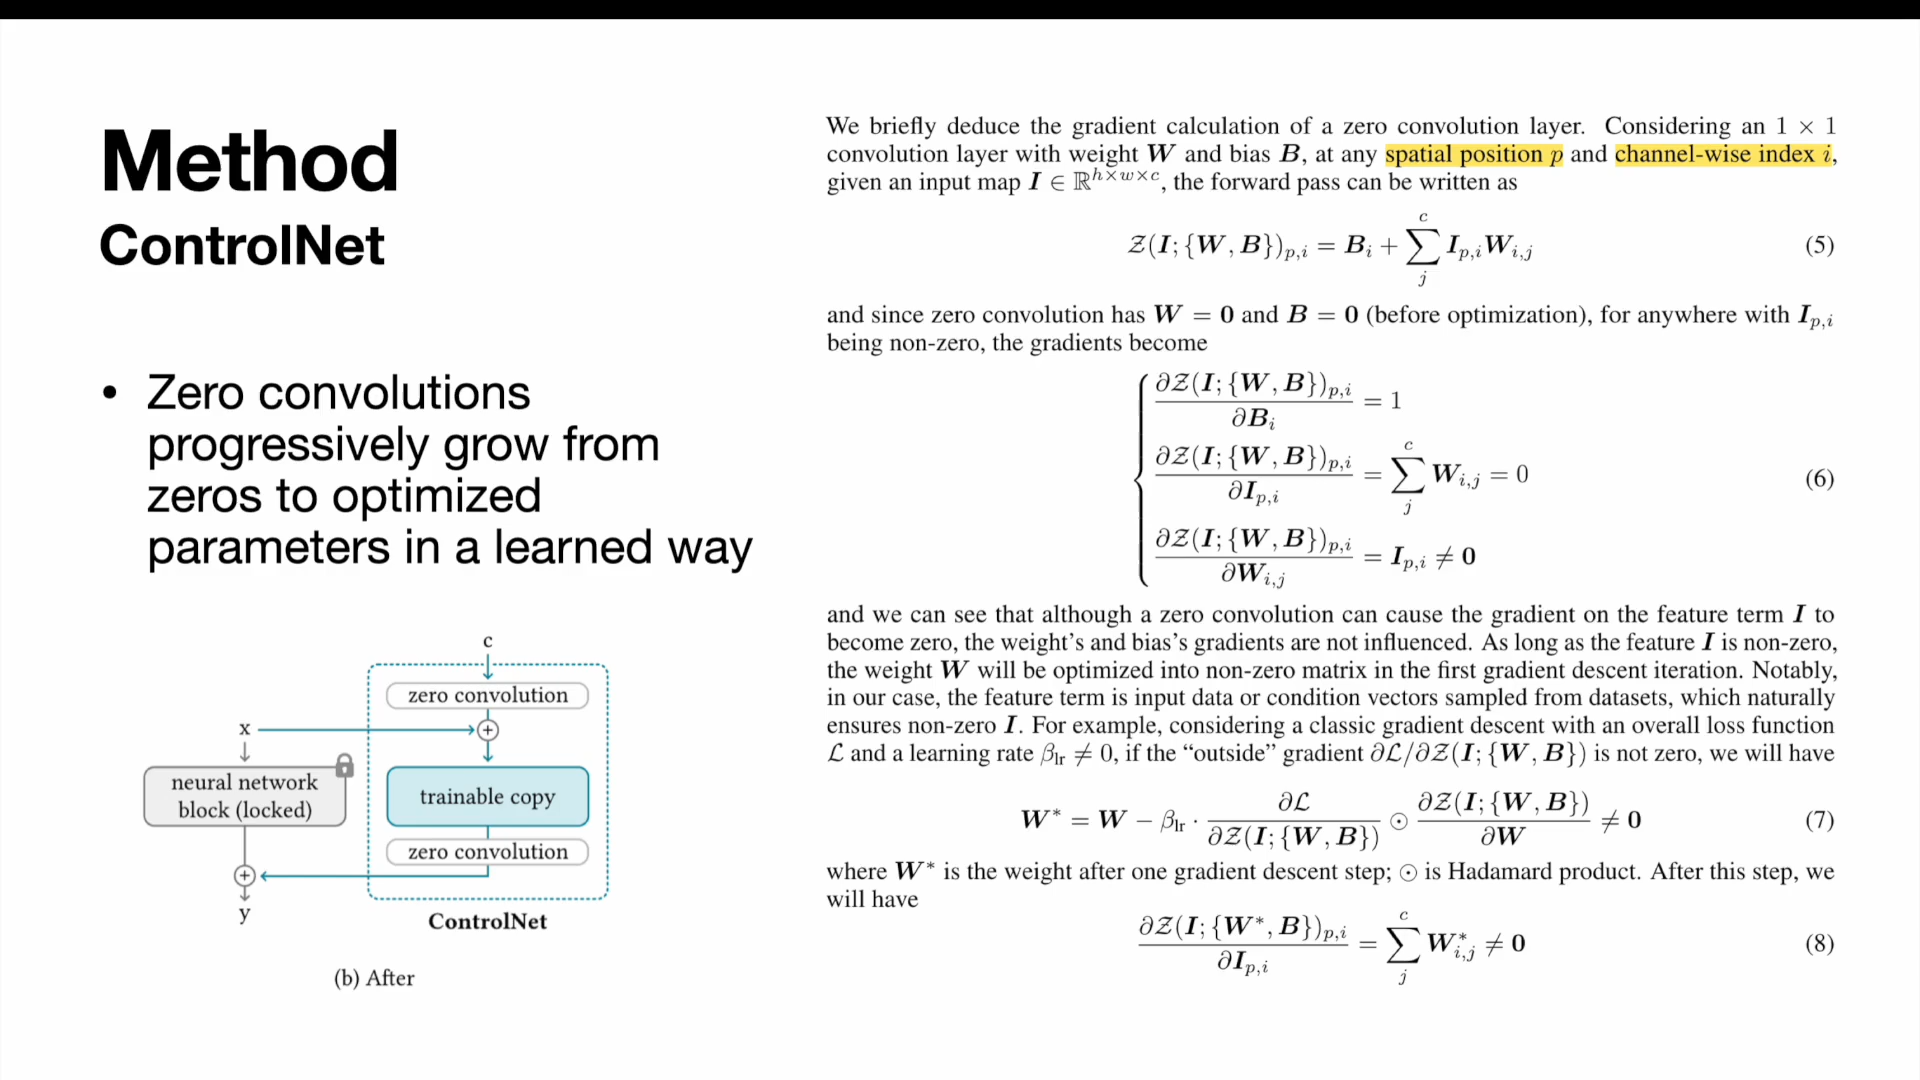 Method
ControlNet
• Zero convolutions
progressively grow from
zeros to optimized
parameters in a learned way
c
zero convolution
x
+
neural network
block (locked)
trainable copy
zero convolution
+
y
ControlNet
(b) After
We briefly deduce the gradient calculation of a zero convolution layer. Considering an 1 × 1
convolution layer with weight W and bias B, at any spatial position p and channel-wise index i,
given an input map I ∈ ℝ^{h×w×c}, the forward pass can be written as
𝒵(I; {W, B})_{p,i} = B_i + ∑_j^c I_{p,i}W_{i,j} (5)
and since zero convolution has W = 0 and B = 0 (before optimization), for anywhere with I_{p,i}
being non-zero, the gradients become
∂𝒵(I; {W, B})_{p,i} / ∂B_i = 1
∂𝒵(I; {W, B})_{p,i} / ∂I_{p,i} = ∑_j^c W_{i,j} = 0 (6)
∂𝒵(I; {W, B})_{p,i} / ∂W_{i,j} = I_{p,i} ≠ 0
and we can see that although a zero convolution can cause the gradient on the feature term I to
become zero, the weight's and bias's gradients are not influenced. As long as the feature I is non-zero,
the weight W will be optimized into non-zero matrix in the first gradient descent iteration. Notably,
in our case, the feature term is input data or condition vectors sampled from datasets, which naturally
ensures non-zero I. For example, considering a classic gradient descent with an overall loss function
ℒ and a learning rate β_{lr} ≠ 0, if the “outside” gradient ∂ℒ/∂𝒵(I; {W, B}) is not zero, we will have
W* = W − β_{lr} · ∂ℒ / ∂𝒵(I; {W, B}) ⊙ ∂𝒵(I; {W, B}) / ∂W ≠ 0 (7)
where W* is the weight after one gradient descent step; ⊙ is Hadamard product. After this step, we
will have
∂𝒵(I; {W*, B})_{p,i} / ∂I_{p,i} = ∑_j^c W*_{i,j} ≠ 0 (8)